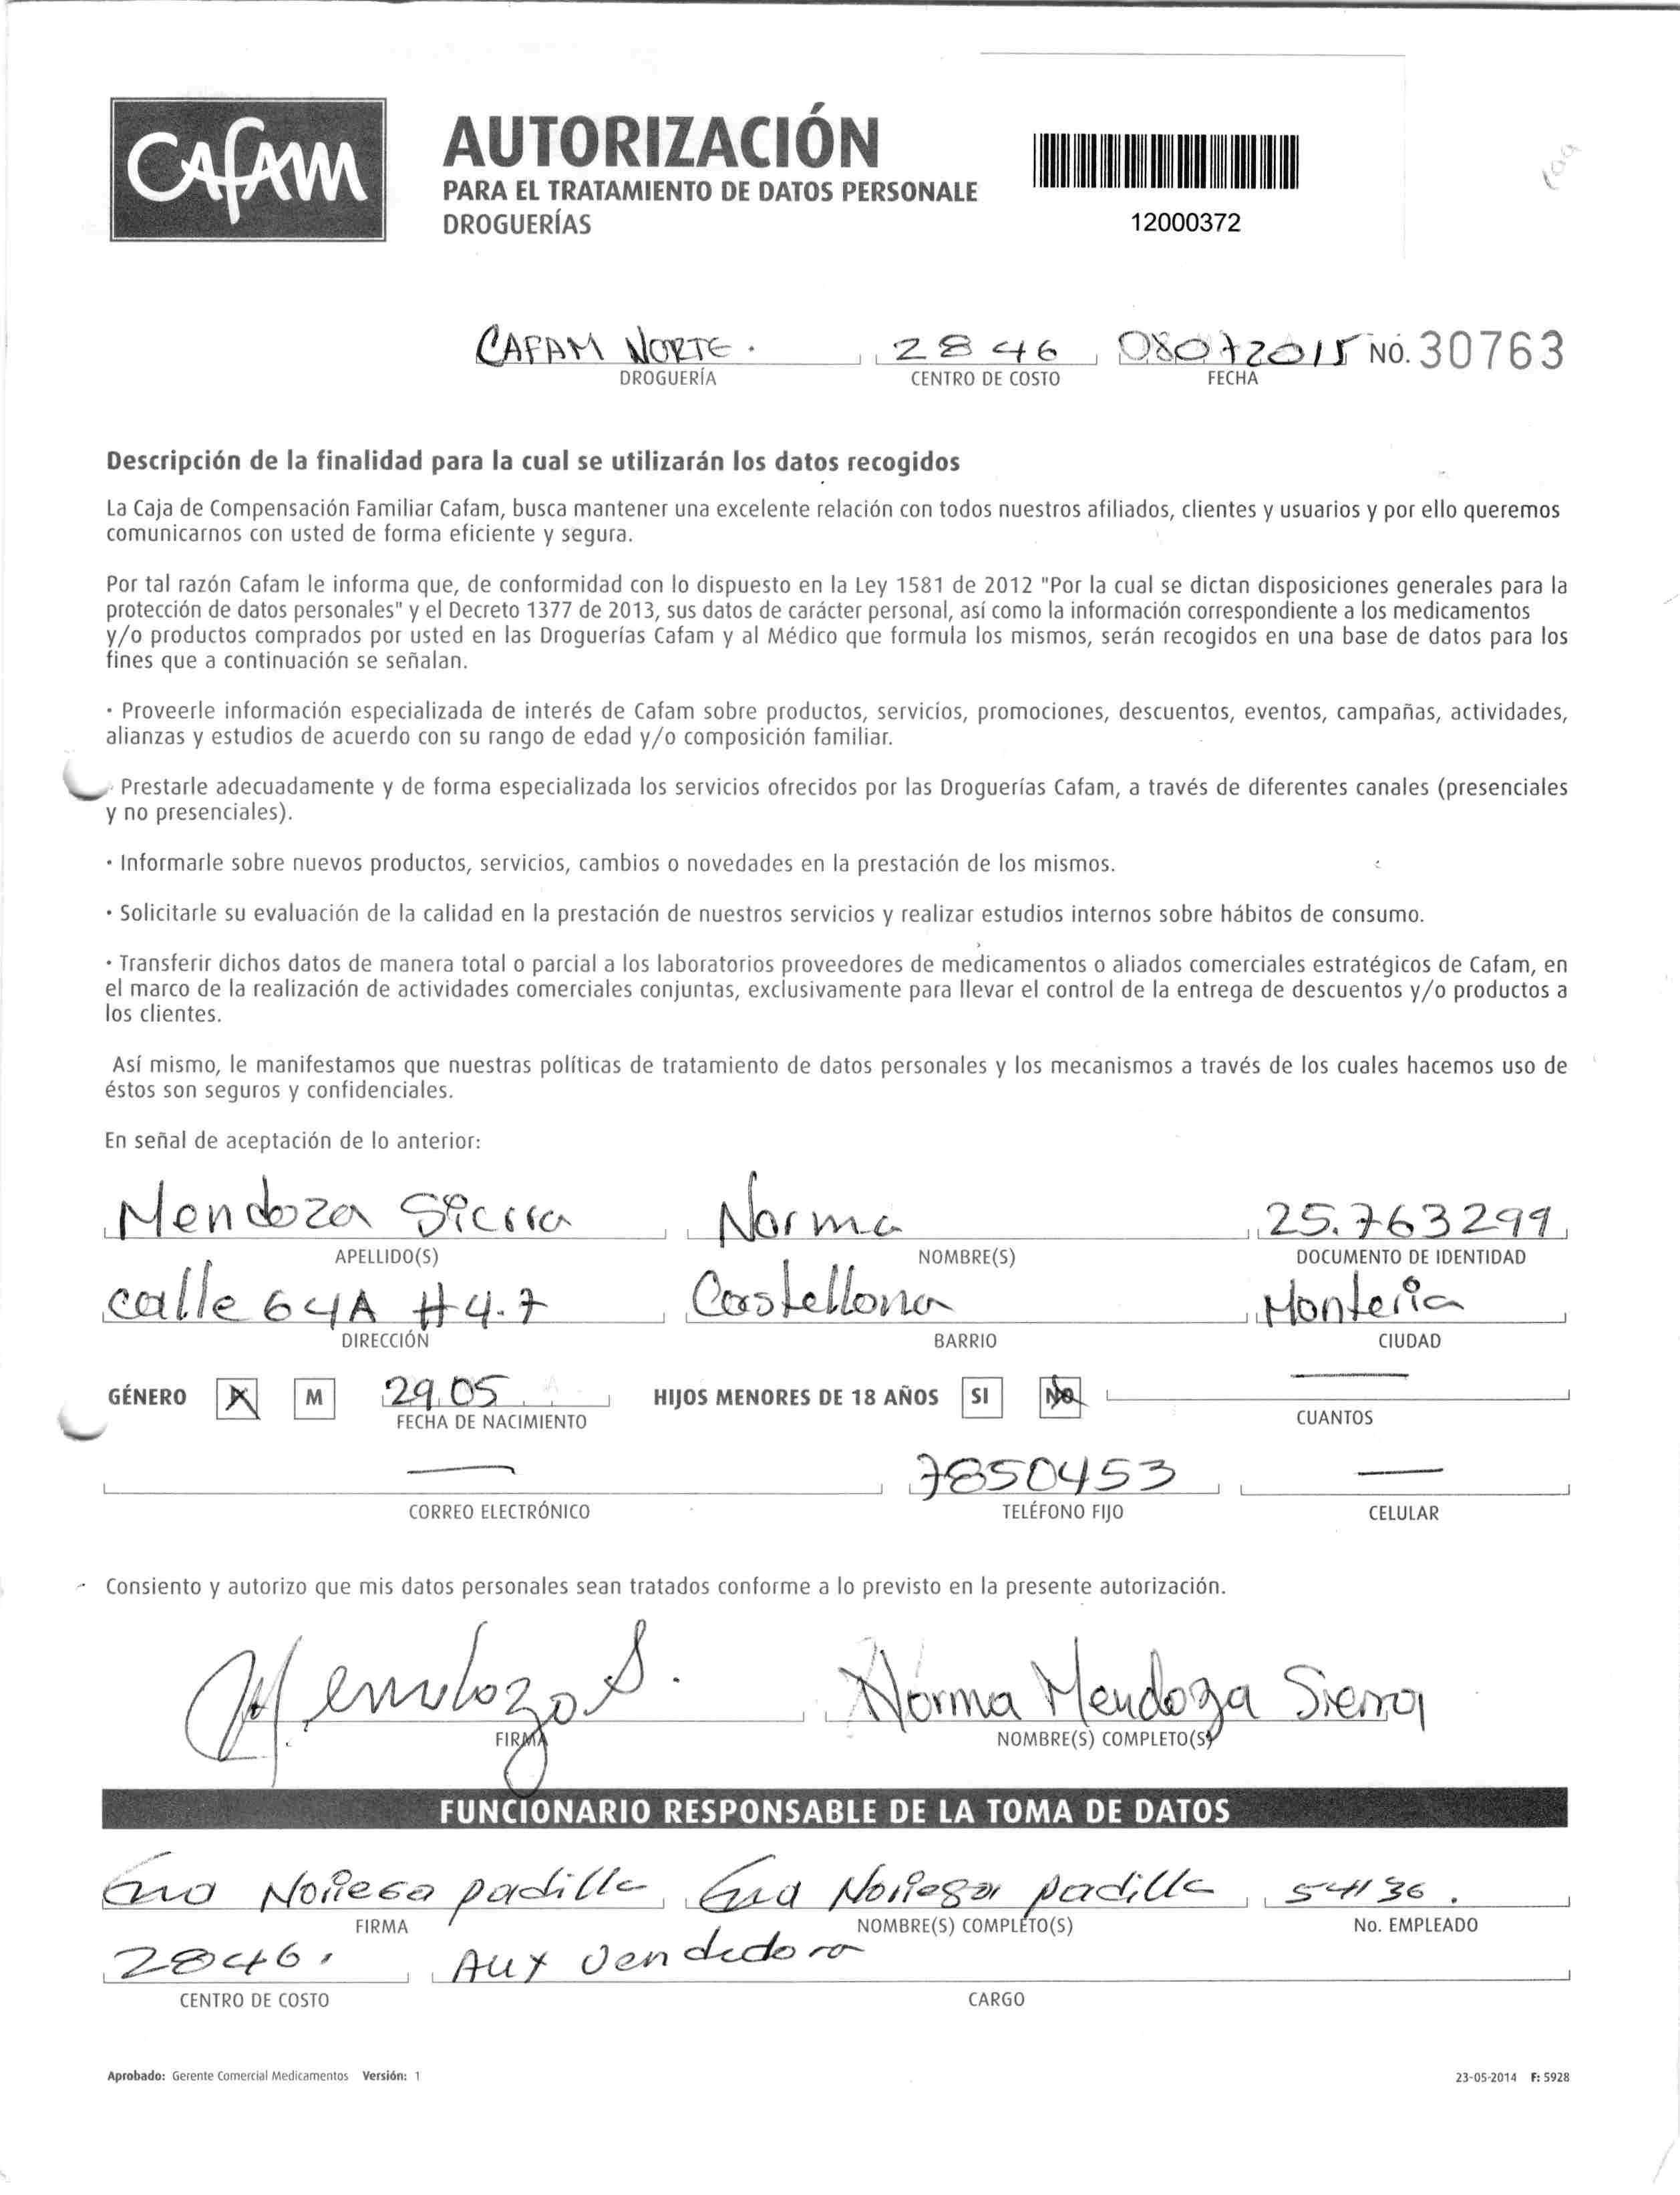 CAFAM
AUTORIZACIÓN
PARA EL TRATAMIENTO DE DATOS PERSONALE
DROGUERÍAS
12000372
CAFAM NORTE. 2846 08072015 NO. 30763
DROGUERÍA CENTRO DE COSTO FECHA
Descripción de la finalidad para la cual se utilizarán los datos recogidos
La Caja de Compensación Familiar Cafam, busca mantener una excelente relación con todos nuestros afiliados, clientes y usuarios y por ello queremos
comunicarnos con usted de forma eficiente y segura.
Por tal razón Cafam le informa que, de conformidad con lo dispuesto en la Ley 1581 de 2012 "Por la cual se dictan disposiciones generales para la
protección de datos personales" y el Decreto 1377 de 2013, sus datos de carácter personal, así como la información correspondiente a los medicamentos
y/o productos comprados por usted en las Droguerías Cafam y al Médico que formula los mismos, serán recogidos en una base de datos para los
fines que a continuación se señalan.
· Proveerle información especializada de interés de Cafam sobre productos, servicios, promociones, descuentos, eventos, campañas, actividades,
alianzas y estudios de acuerdo con su rango de edad y/o composición familiar.
· Prestarle adecuadamente y de forma especializada los servicios ofrecidos por las Droguerías Cafam, a través de diferentes canales (presenciales
y no presenciales).
· Informarle sobre nuevos productos, servicios, cambios o novedades en la prestación de los mismos.
· Solicitarle su evaluación de la calidad en la prestación de nuestros servicios y realizar estudios internos sobre hábitos de consumo.
· Transferir dichos datos de manera total o parcial a los laboratorios proveedores de medicamentos o aliados comerciales estratégicos de Cafam, en
el marco de la realización de actividades comerciales conjuntas, exclusivamente para llevar el control de la entrega de descuentos y/o productos a
los clientes.
Así mismo, le manifestamos que nuestras políticas de tratamiento de datos personales y los mecanismos a través de los cuales hacemos uso de
éstos son seguros y confidenciales.
En señal de aceptación de lo anterior:
Mendoza Sierra Norma 25.763299
APELLIDO(S) NOMBRE(S) DOCUMENTO DE IDENTIDAD
calle 64A #4-7 Castellana Montería
DIRECCIÓN BARRIO CIUDAD
GÉNERO X M 29 05 HIJOS MENORES DE 18 AÑOS SI NO —
FECHA DE NACIMIENTO CUANTOS
— 7850453 —
CORREO ELECTRÓNICO TELÉFONO FIJO CELULAR
Consiento y autorizo que mis datos personales sean tratados conforme a lo previsto en la presente autorización.
Mendoza S. Norma Mendoza Sierra
FIRMA NOMBRE(S) COMPLETO(S)
FUNCIONARIO RESPONSABLE DE LA TOMA DE DATOS
Noriega padilla Noriega padilla 54136.
FIRMA NOMBRE(S) COMPLETO(S) No. EMPLEADO
2846. Aux vendedora
CENTRO DE COSTO CARGO
Aprobado: Gerente Comercial Medicamentos Versión: 1 23-05-2014 F: 5928